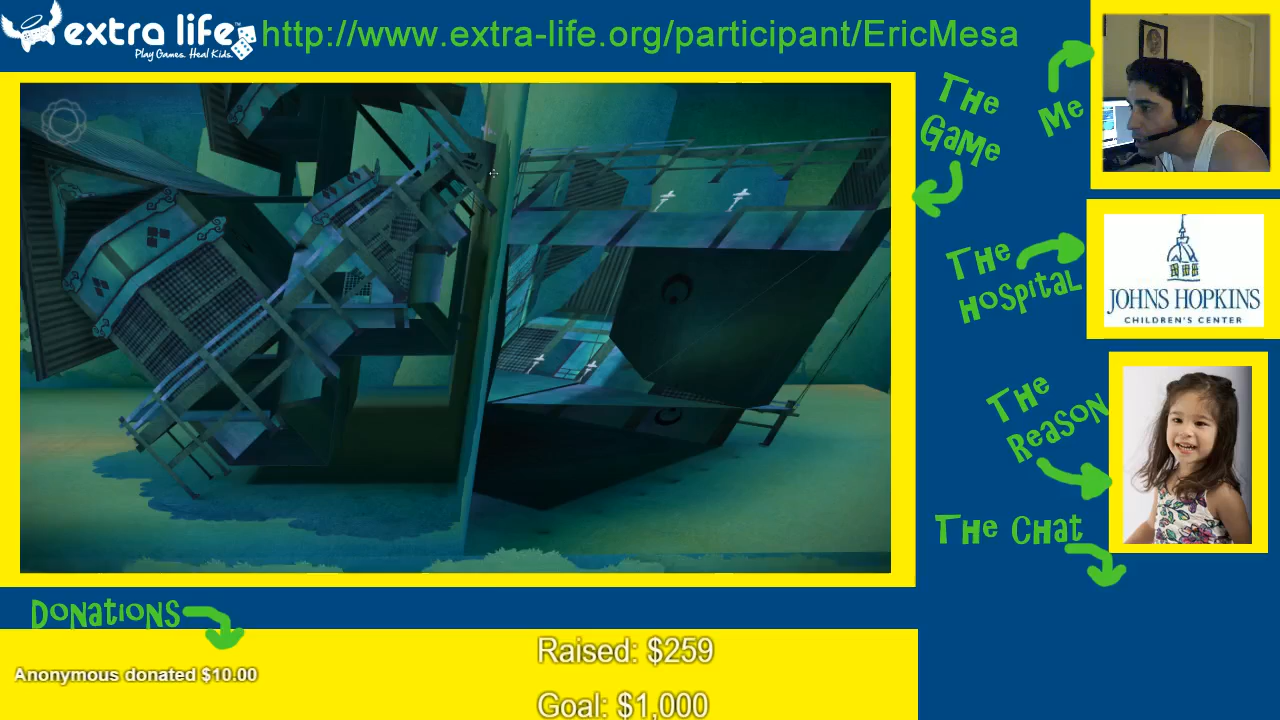 extra life
Play Games. Heal Kids.
http://www.extra-life.org/participant/EricMesa
The Game
Me
The Hospital
JOHNS HOPKINS
CHILDREN'S CENTER
The Reason
The Chat
Donations
Anonymous donated $10.00
Raised: $259
Goal: $1,000